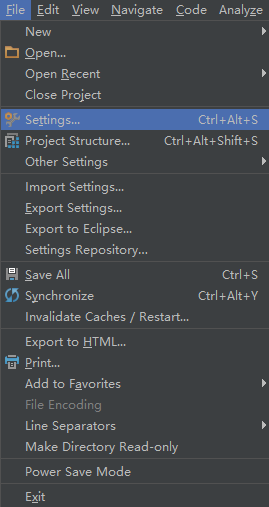 File Edit View Navigate Code Analyze
New
Open...
Open Recent
Close Project
Settings... Ctrl+Alt+S
Project Structure... Ctrl+Alt+Shift+S
Other Settings
Import Settings...
Export Settings...
Export to Eclipse...
Settings Repository...
Save All Ctrl+S
Synchronize Ctrl+Alt+Y
Invalidate Caches / Restart...
Export to HTML...
Print...
Add to Favorites
File Encoding
Line Separators
Make Directory Read-only
Power Save Mode
Exit